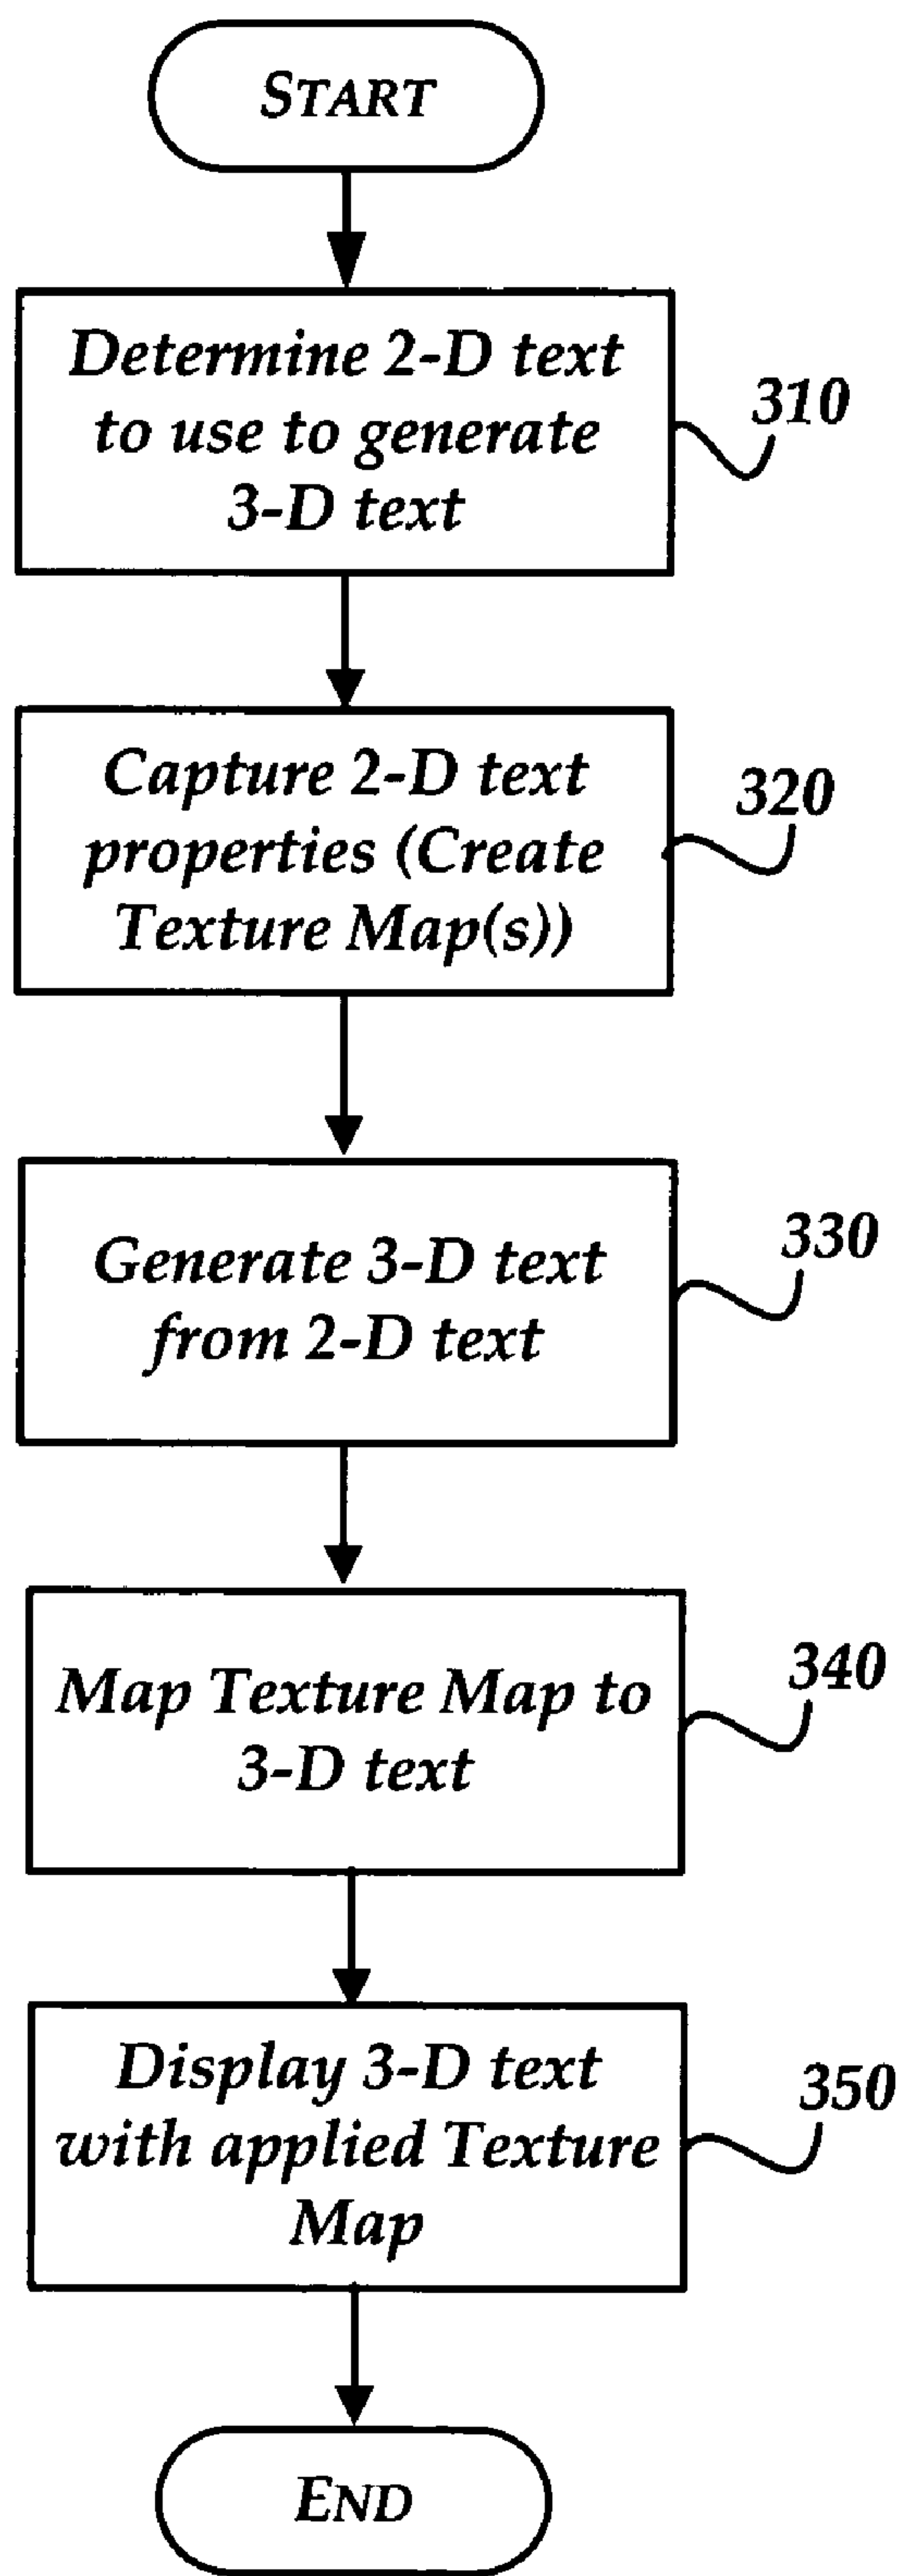 START
Determine 2-D text
to use to generate
3-D text
310
Capture 2-D text
properties (Create
Texture Map(s))
320
Generate 3-D text
from 2-D text
330
Map Texture Map to
3-D text
340
Display 3-D text
with applied Texture
Map
350
END